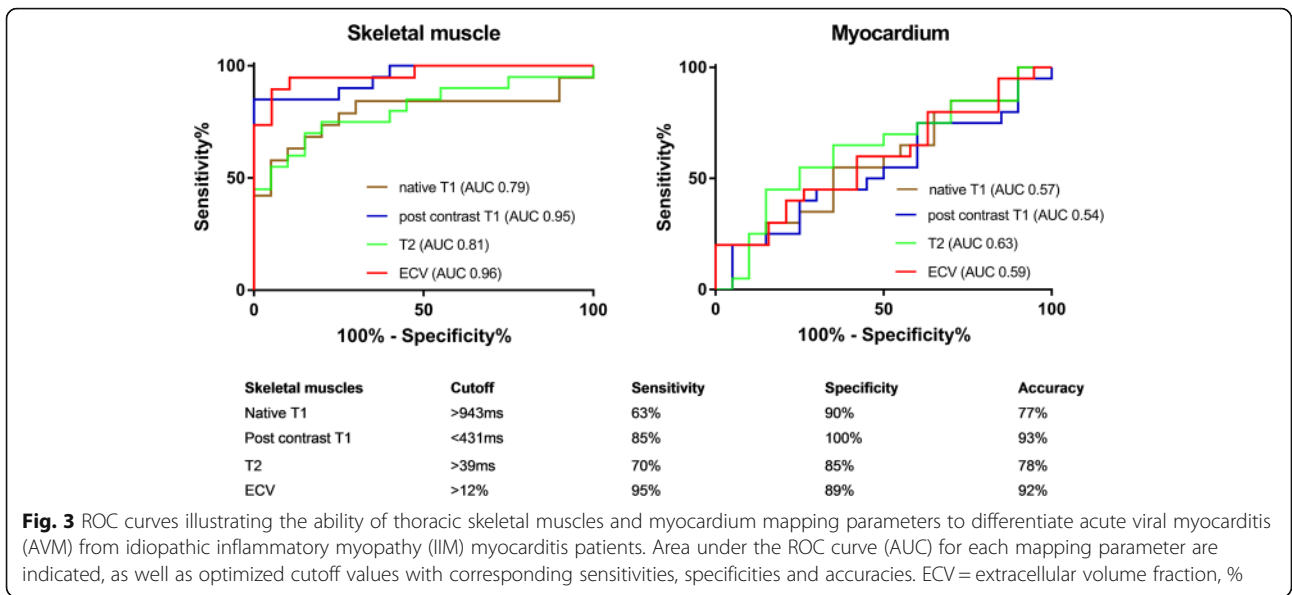 Skeletal muscle
100
50
0
Sensitivity%
native T1 (AUC 0.79)
post contrast T1 (AUC 0.95)
T2 (AUC 0.81)
ECV (AUC 0.96)
0 50 100
100% - Specificity%
Myocardium
100
50
0
Sensitivity%
native T1 (AUC 0.57)
post contrast T1 (AUC 0.54)
T2 (AUC 0.63)
ECV (AUC 0.59)
0 50 100
100% - Specificity%
Skeletal muscles Cutoff Sensitivity Specificity Accuracy
Native T1 >943ms 63% 90% 77%
Post contrast T1 <431ms 85% 100% 93%
T2 >39ms 70% 85% 78%
ECV >12% 95% 89% 92%
Fig. 3 ROC curves illustrating the ability of thoracic skeletal muscles and myocardium mapping parameters to differentiate acute viral myocarditis
(AVM) from idiopathic inflammatory myopathy (IIM) myocarditis patients. Area under the ROC curve (AUC) for each mapping parameter are
indicated, as well as optimized cutoff values with corresponding sensitivities, specificities and accuracies. ECV = extracellular volume fraction, %